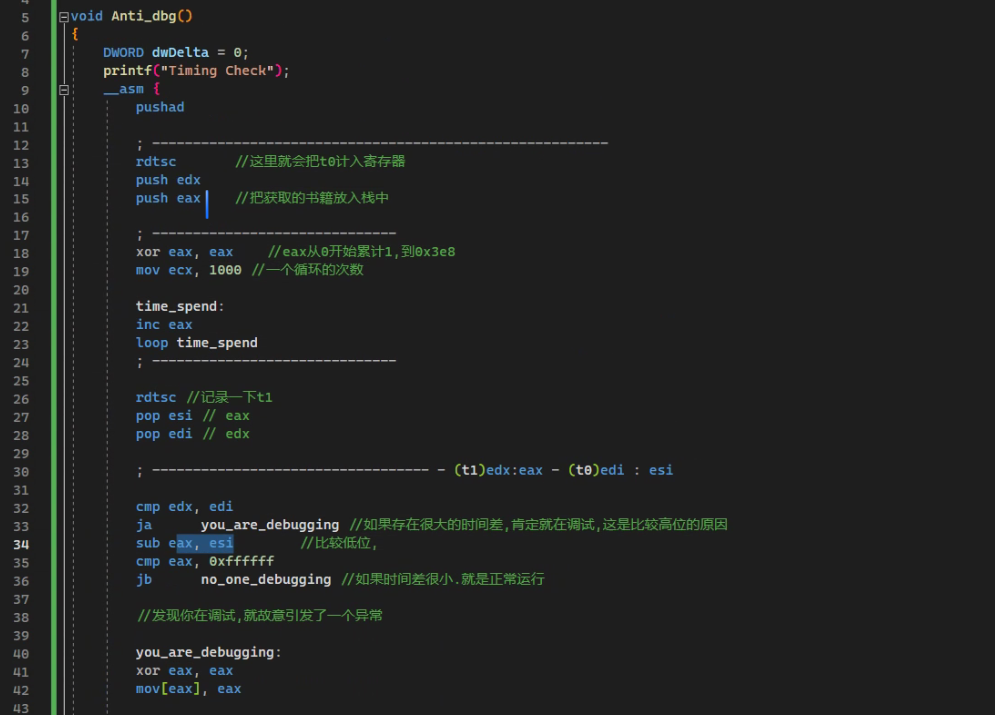 5 void Anti_dbg()
6 {
7 DWORD dwDelta = 0;
8 printf("Timing Check");
9 __asm {
10 pushad
11
12 ; --------------------------------------------------------
13 rdtsc //这里就会把t0计入寄存器
14 push edx
15 push eax //把获取的书籍放入栈中
16
17 ; ------------------------------
18 xor eax, eax //eax从0开始累计1,到0x3e8
19 mov ecx, 1000 //一个循环的次数
20
21 time_spend:
22 inc eax
23 loop time_spend
24 ; ------------------------------
25
26 rdtsc //记录一下t1
27 pop esi // eax
28 pop edi // edx
29
30 ; ---------------------------------- - (t1)edx:eax - (t0)edi : esi
31
32 cmp edx, edi
33 ja you_are_debugging //如果存在很大的时间差,肯定就在调试,这是比较高位的原因
34 sub eax, esi //比较低位,
35 cmp eax, 0xffffff
36 jb no_one_debugging //如果时间差很小.就是正常运行
37
38 //发现你在调试,就故意引发了一个异常
39
40 you_are_debugging:
41 xor eax, eax
42 mov[eax], eax
43